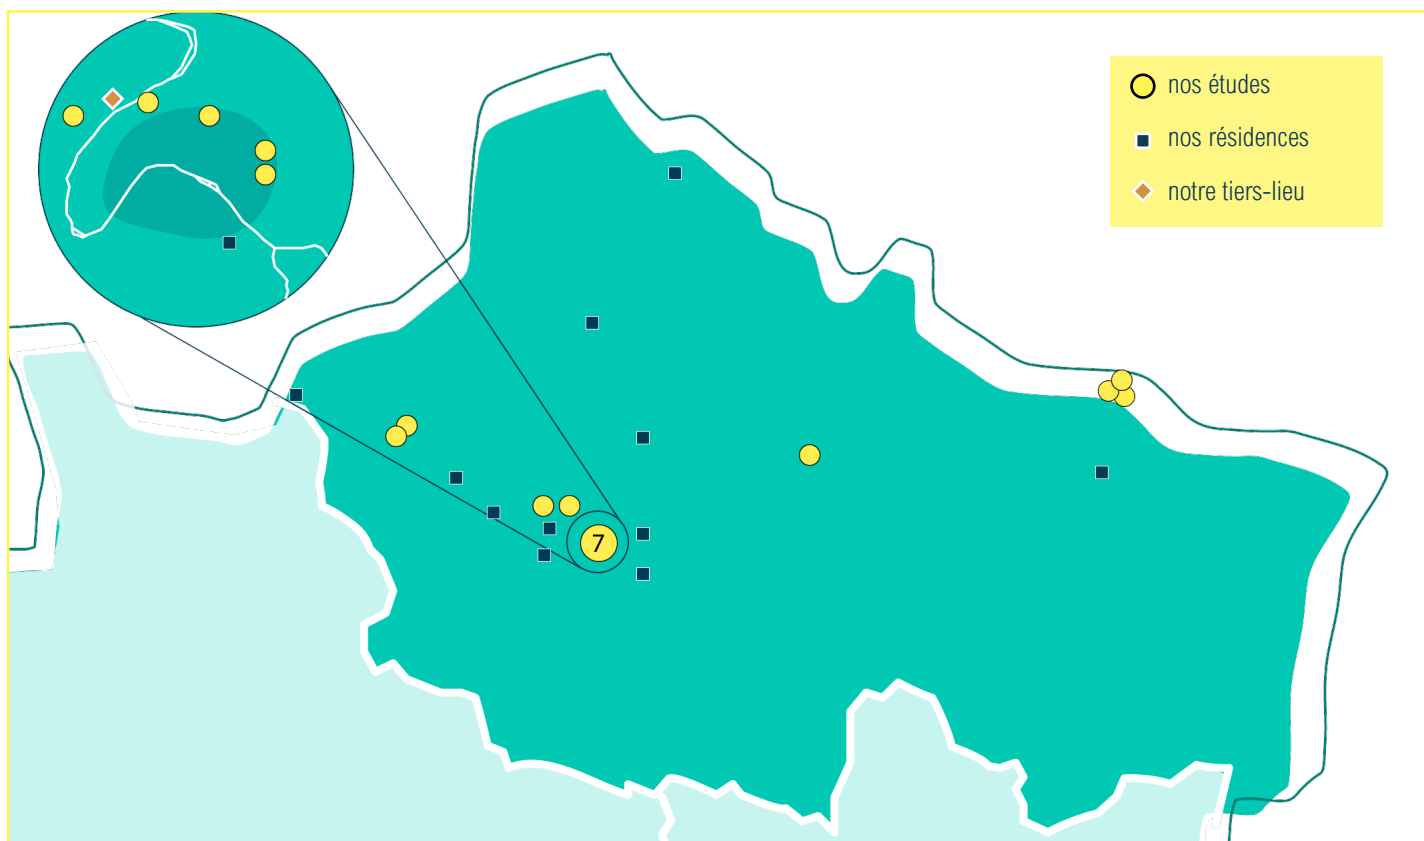 nos études
nos résidences
notre tiers-lieu
7